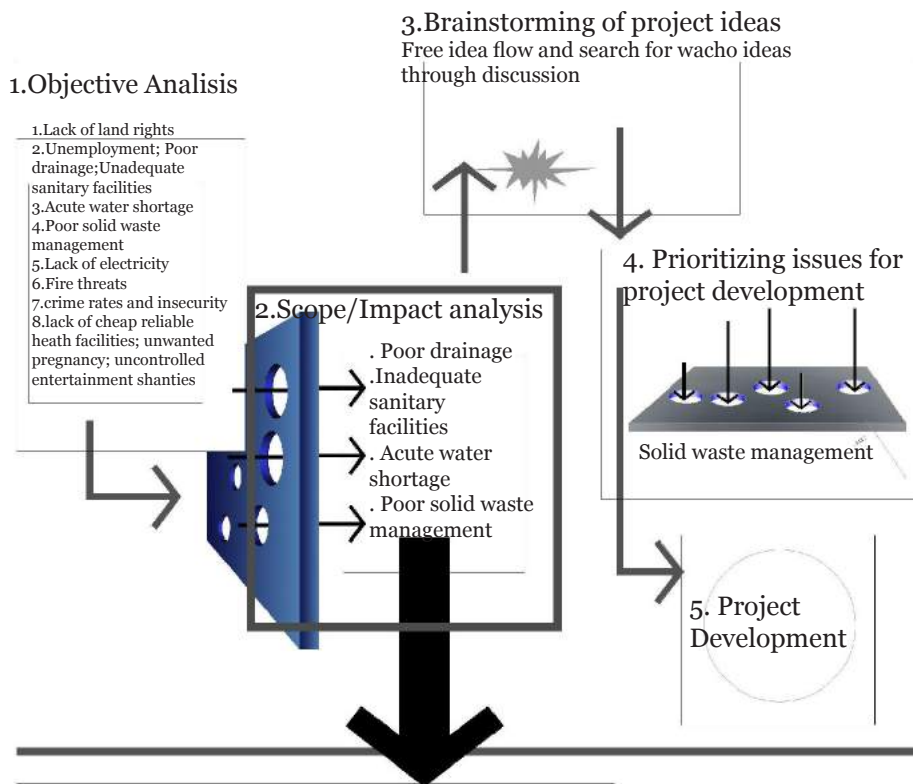 1.Objective Analisis
1.Lack of land rights
2.Unemployment; Poor
drainage;Unadequate
sanitary facilities
3.Acute water shortage
4.Poor solid waste
management
5.Lack of electricity
6.Fire threats
7.crime rates and insecurity
8.lack of cheap reliable
heath facilities; unwanted
pregnancy; uncontrolled
entertainment shanties
2.Scope/Impact analysis
. Poor drainage
.Inadequate
sanitary
facilities
. Acute water
shortage
. Poor solid waste
management
3.Brainstorming of project ideas
Free idea flow and search for wacho ideas
through discussion
4. Prioritizing issues for
project development
Solid waste management
5. Project
Development